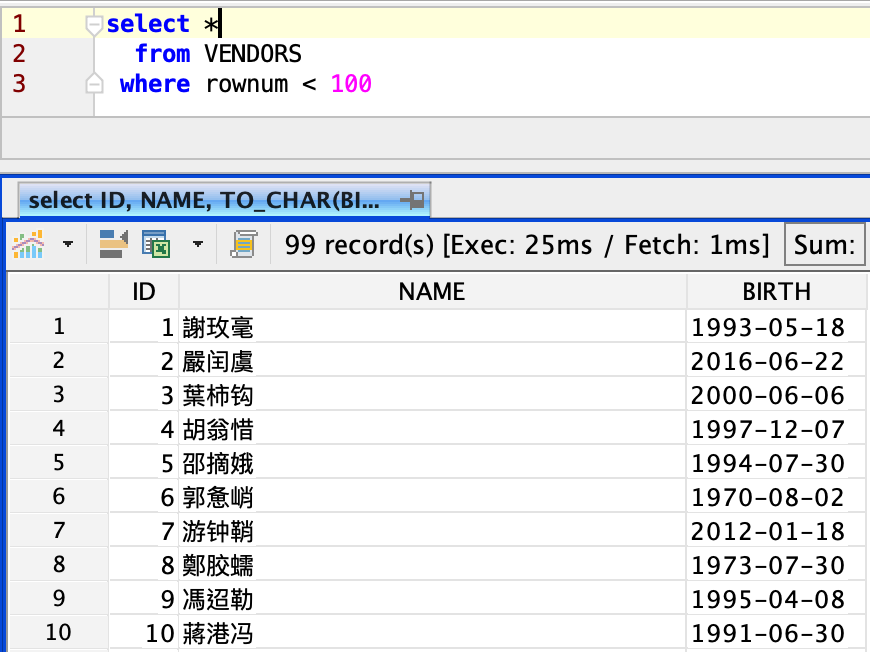 1 select *
2 from VENDORS
3 where rownum < 100
select ID, NAME, TO_CHAR(BI...
99 record(s) [Exec: 25ms / Fetch: 1ms] Sum:
ID NAME BIRTH
1 1 謝玫毫 1993-05-18
2 2 嚴闰虞 2016-06-22
3 3 葉柿钩 2000-06-06
4 4 胡翁惜 1997-12-07
5 5 邵摘娥 1994-07-30
6 6 郭惫峭 1970-08-02
7 7 游钟鞘 2012-01-18
8 8 鄭胶蠕 1973-07-30
9 9 馮迢勒 1995-04-08
10 10 蔣港冯 1991-06-30